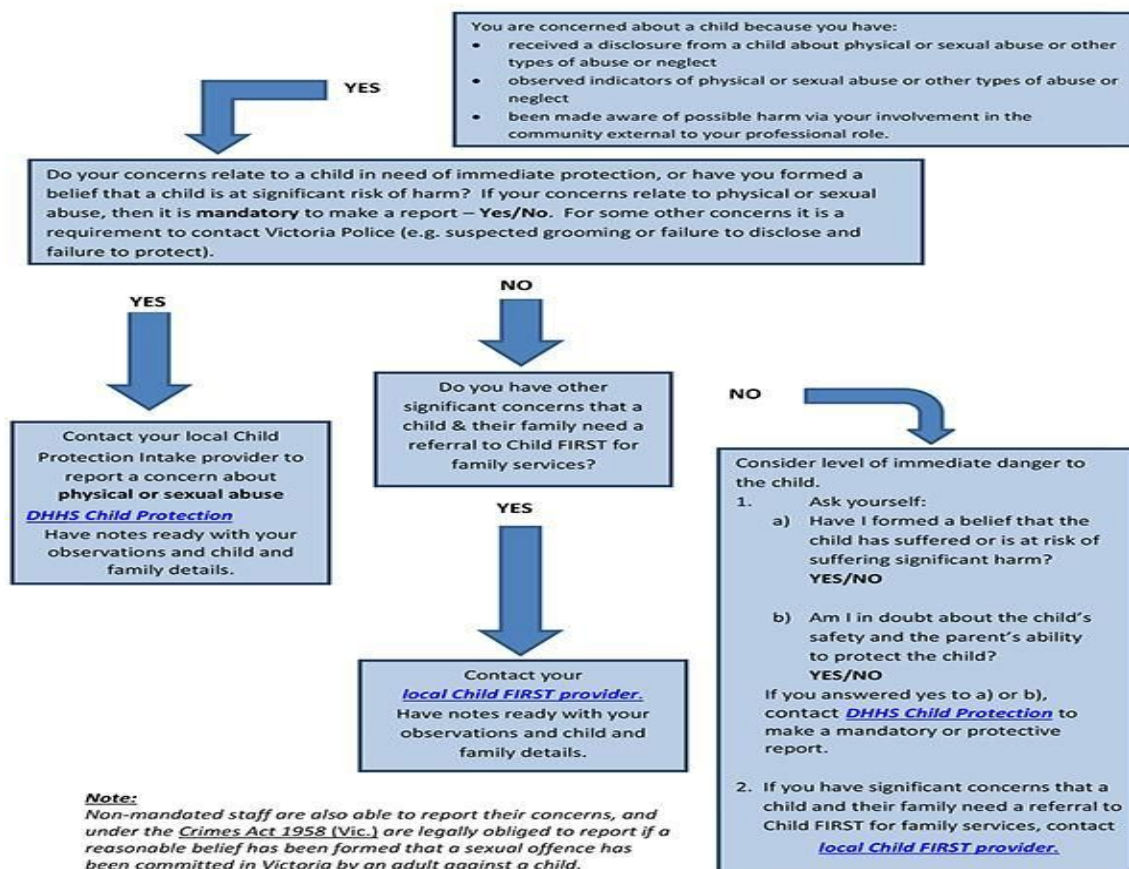 You are concerned about a child because you have:
• received a disclosure from a child about physical or sexual abuse or other
types of abuse or neglect
• observed indicators of physical or sexual abuse or other types of abuse or
neglect
• been made aware of possible harm via your involvement in the
community external to your professional role.
YES
Do your concerns relate to a child in need of immediate protection, or have you formed a
belief that a child is at significant risk of harm? If your concerns relate to physical or sexual
abuse, then it is mandatory to make a report – Yes/No. For some other concerns it is a
requirement to contact Victoria Police (e.g. suspected grooming or failure to disclose and
failure to protect).
YES
NO
Contact your local Child
Protection Intake provider to
report a concern about
physical or sexual abuse
DHHS Child Protection
Have notes ready with your
observations and child and
family details.
Do you have other
significant concerns that a
child & their family need a
referral to Child FIRST for
family services?
YES
NO
Contact your
local Child FIRST provider.
Have notes ready with your
observations and child and
family details.
Consider level of immediate danger to
the child.
1. Ask yourself:
a) Have I formed a belief that the
child has suffered or is at risk of
suffering significant harm?
YES/NO
b) Am I in doubt about the child's
safety and the parent's ability
to protect the child?
YES/NO
If you answered yes to a) or b),
contact DHHS Child Protection to
make a mandatory or protective
report.
2. If you have significant concerns that a
child and their family need a referral to
Child FIRST for family services, contact
local Child FIRST provider.
Note:
Non-mandated staff are also able to report their concerns, and
under the Crimes Act 1958 (Vic.) are legally obliged to report if a
reasonable belief has been formed that a sexual offence has
been committed in Victoria by an adult against a child.